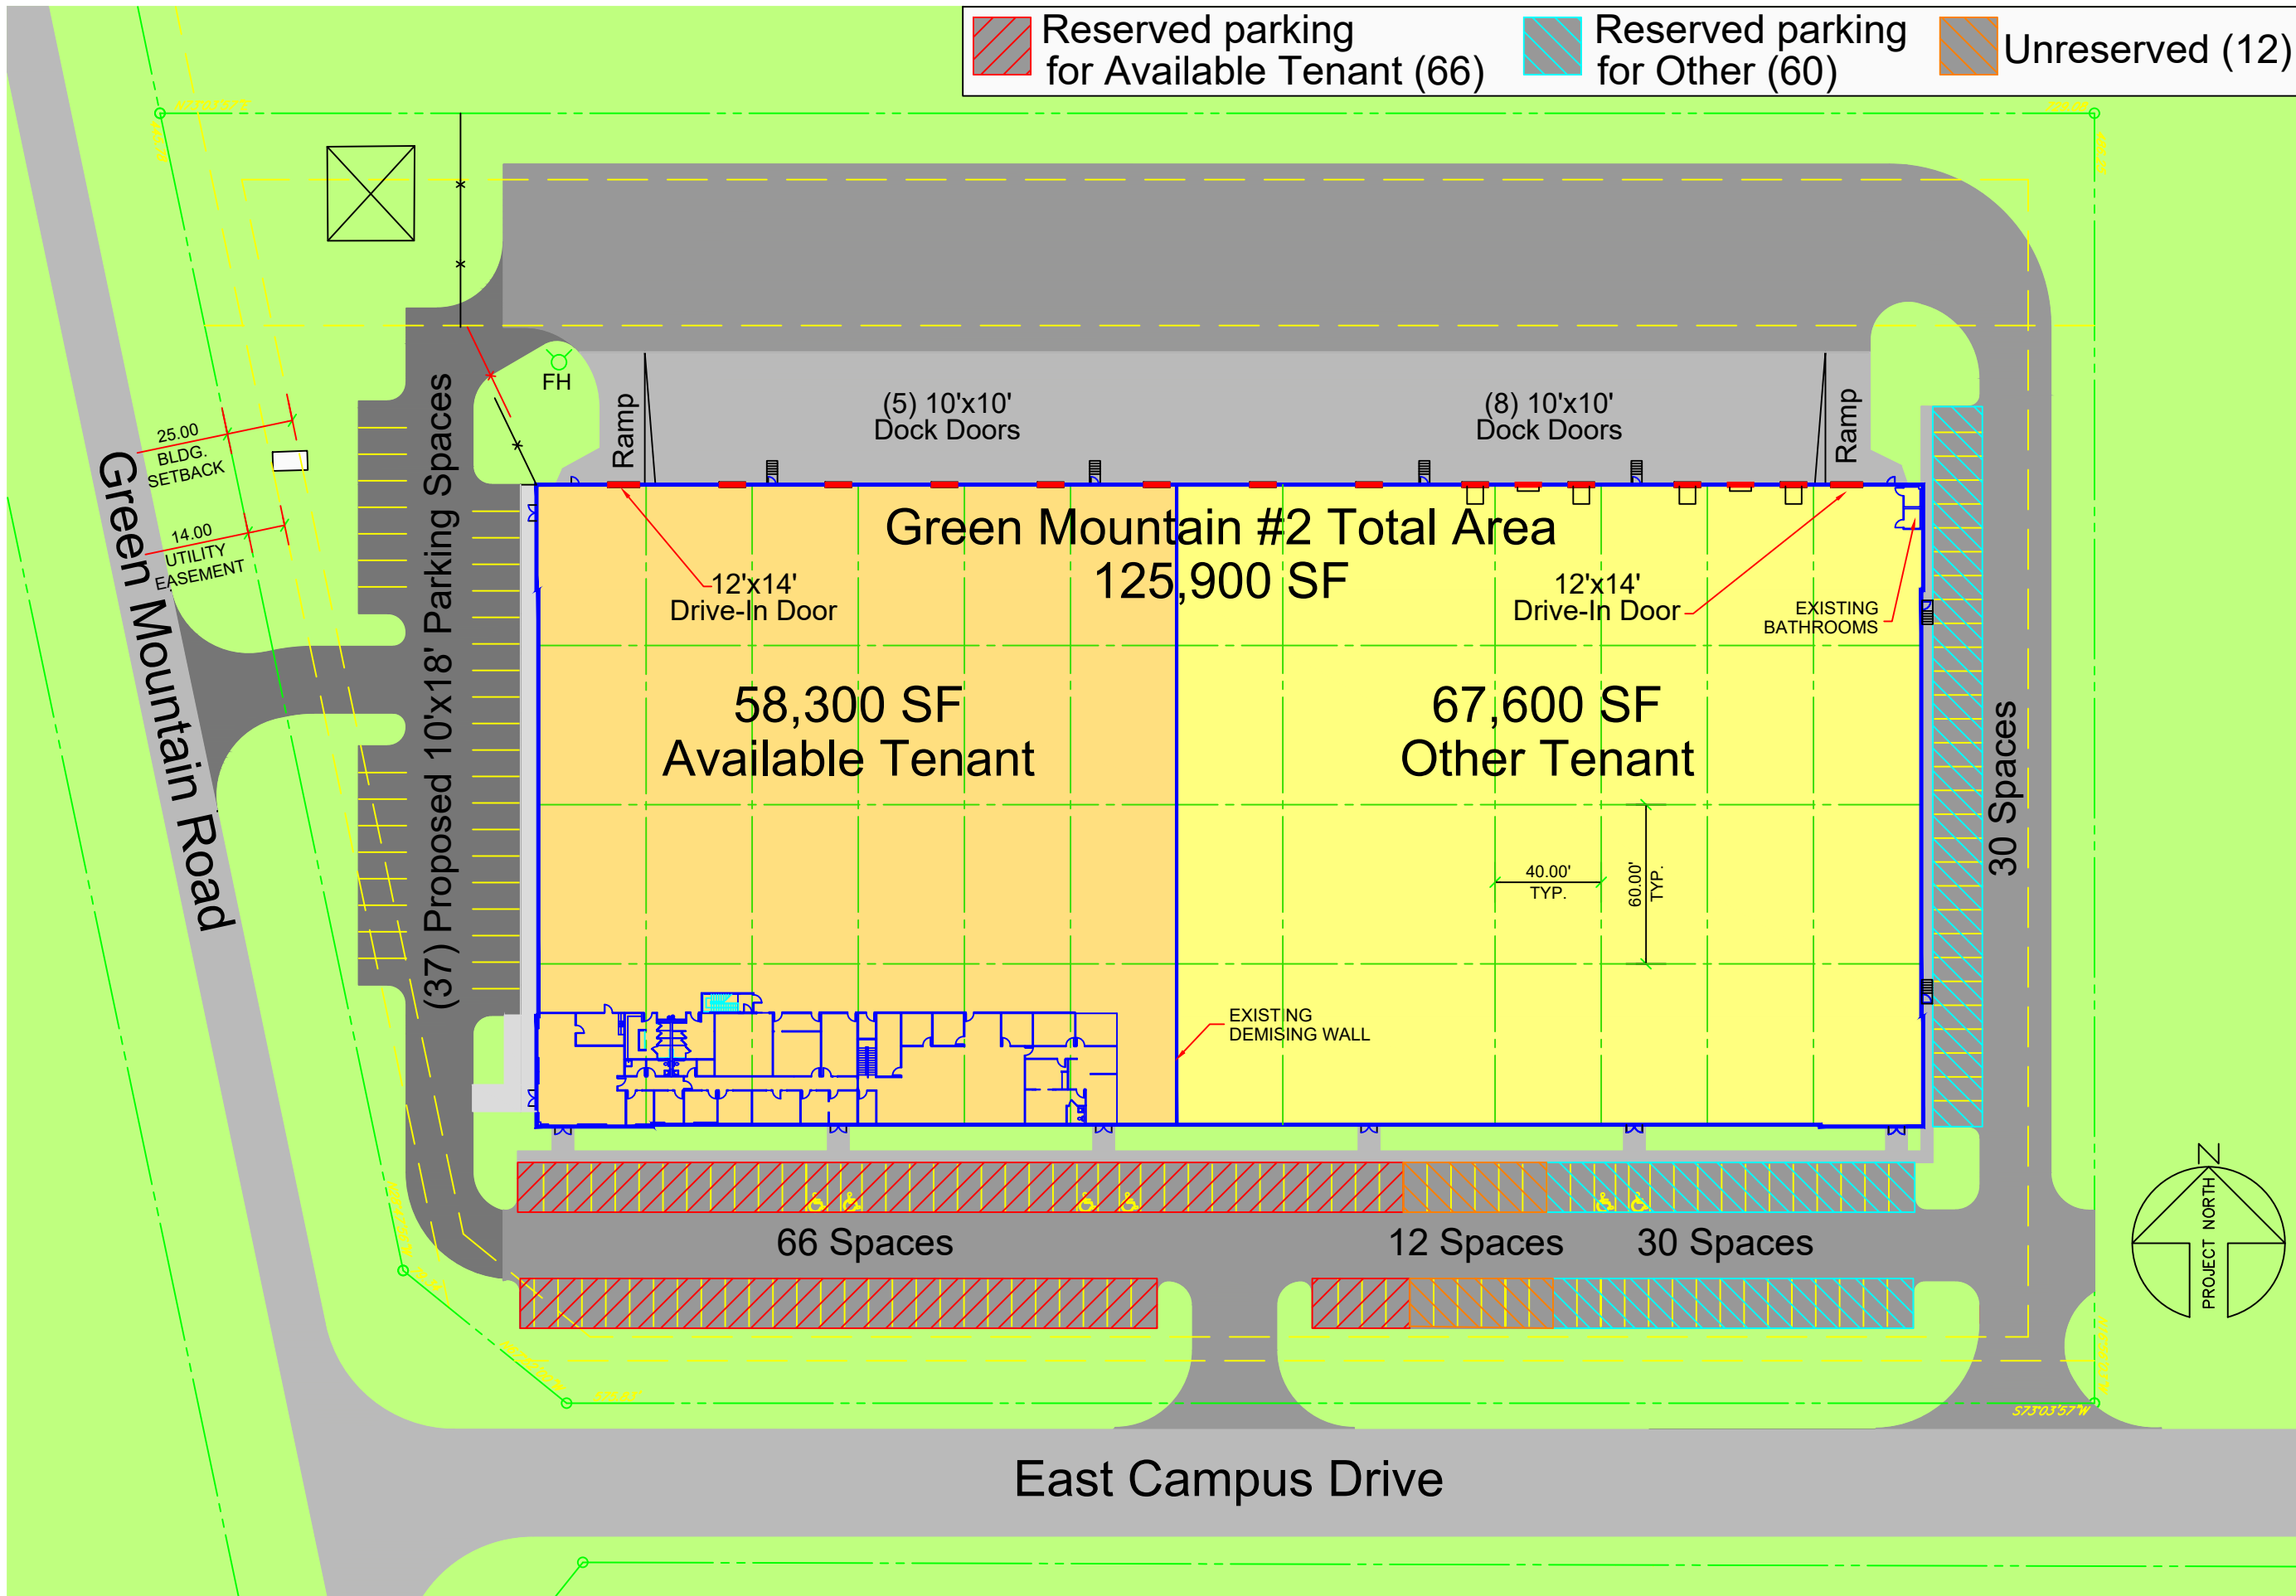 Reserved parking
for Available Tenant (66)
Reserved parking
for Other (60)
Unreserved (12)
FH
Ramp
(5) 10'x10'
Dock Doors
(8) 10'x10'
Dock Doors
Ramp
25.00
BLDG.
SETBACK
14.00
UTILITY
EASEMENT
Green Mountain Road
(37) Proposed 10'x18' Parking Spaces
Green Mountain #2 Total Area
125,900 SF
12'x14'
Drive-In Door
12'x14'
Drive-In Door
EXISTING
BATHROOMS
58,300 SF
Available Tenant
67,600 SF
Other Tenant
30 Spaces
40.00'
TYP.
60.00'
TYP.
EXISTING
DEMISING WALL
66 Spaces
12 Spaces
30 Spaces
N
PROJECT NORTH
S73°03'57"W
East Campus Drive